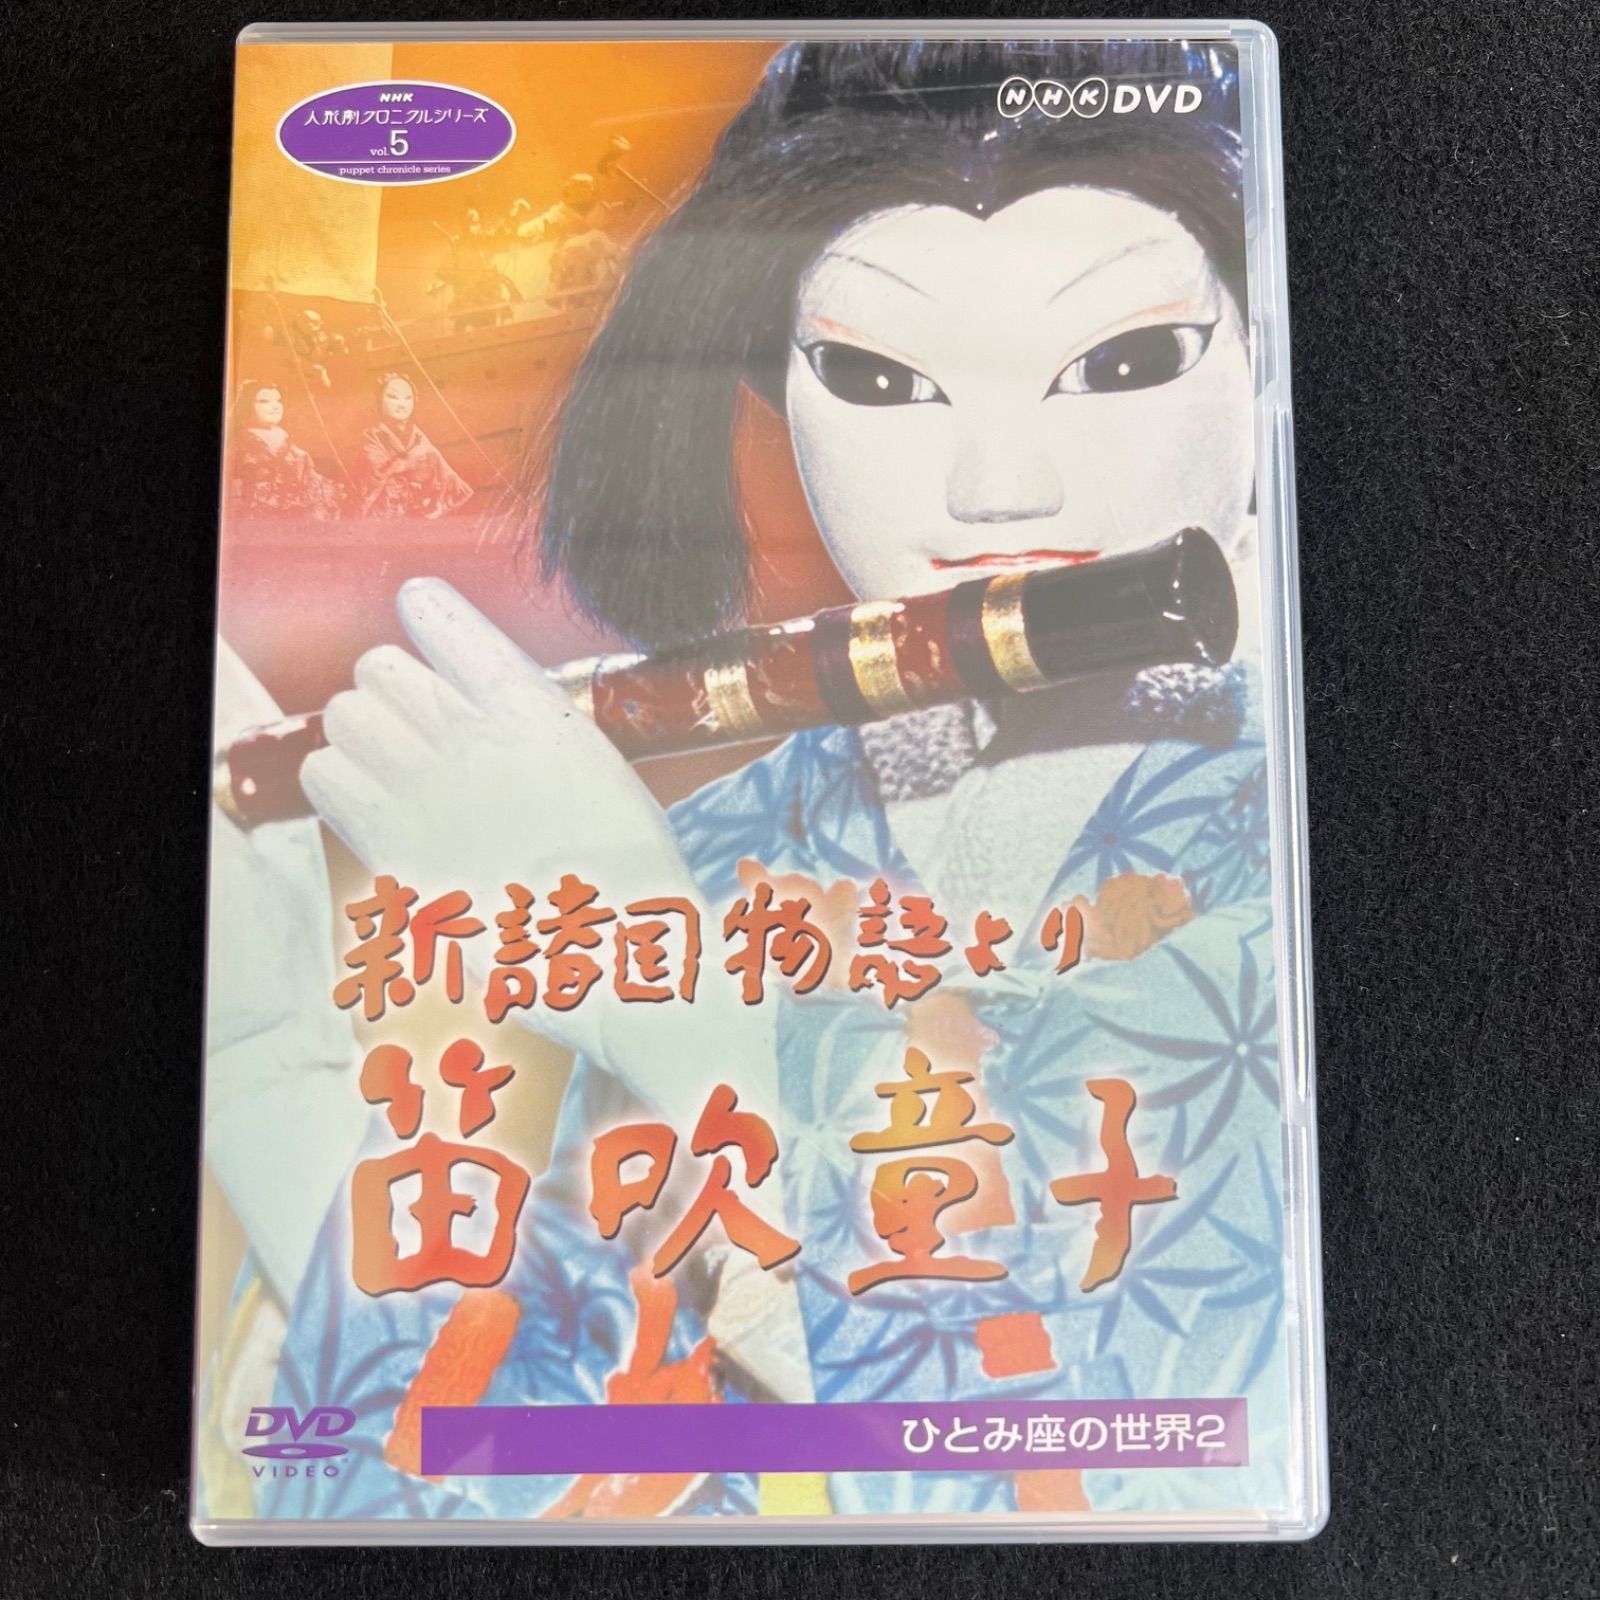 NHK
人形劇クロニクルシリーズ
vol.5
puppet chronicle series
NHK DVD
新諸国物語より
笛吹童子
DVD
VIDEO
ひとみ座の世界2